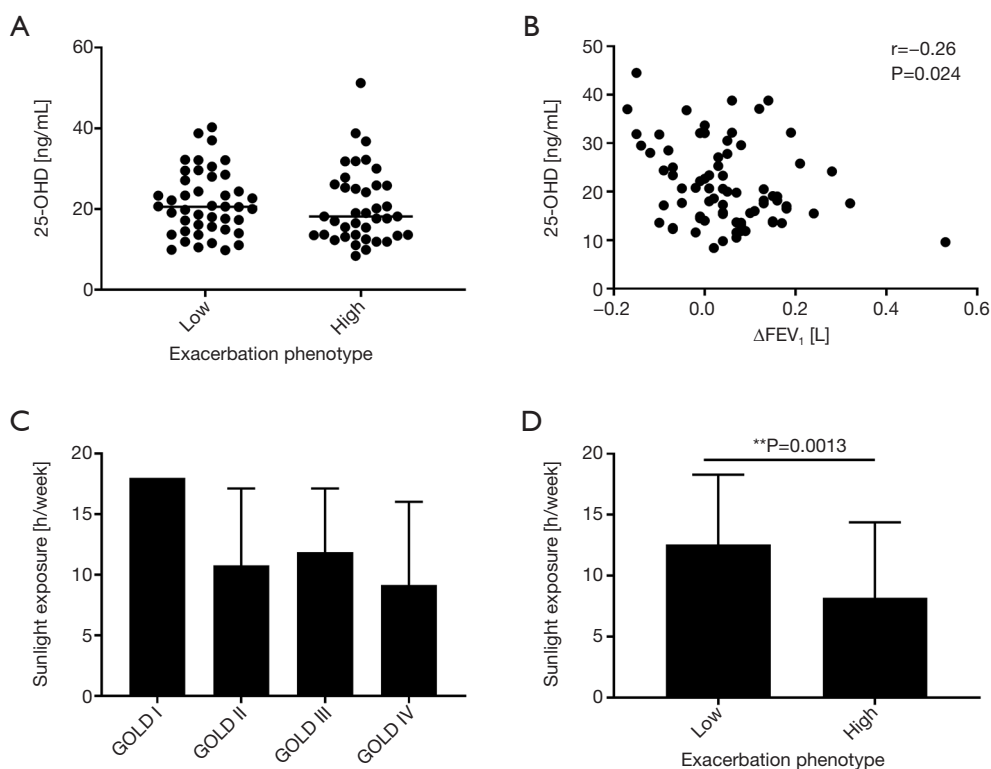 A
25-OHD [ng/mL]
60
40
20
0
Low
High
Exacerbation phenotype
B
25-OHD [ng/mL]
50
40
30
20
10
0
−0.2
0.0
0.2
0.4
0.6
ΔFEV₁ [L]
r=−0.26
P=0.024
C
Sunlight exposure [h/week]
20
15
10
5
0
GOLD I
GOLD II
GOLD III
GOLD IV
D
Sunlight exposure [h/week]
20
15
10
5
0
**P=0.0013
Low
High
Exacerbation phenotype